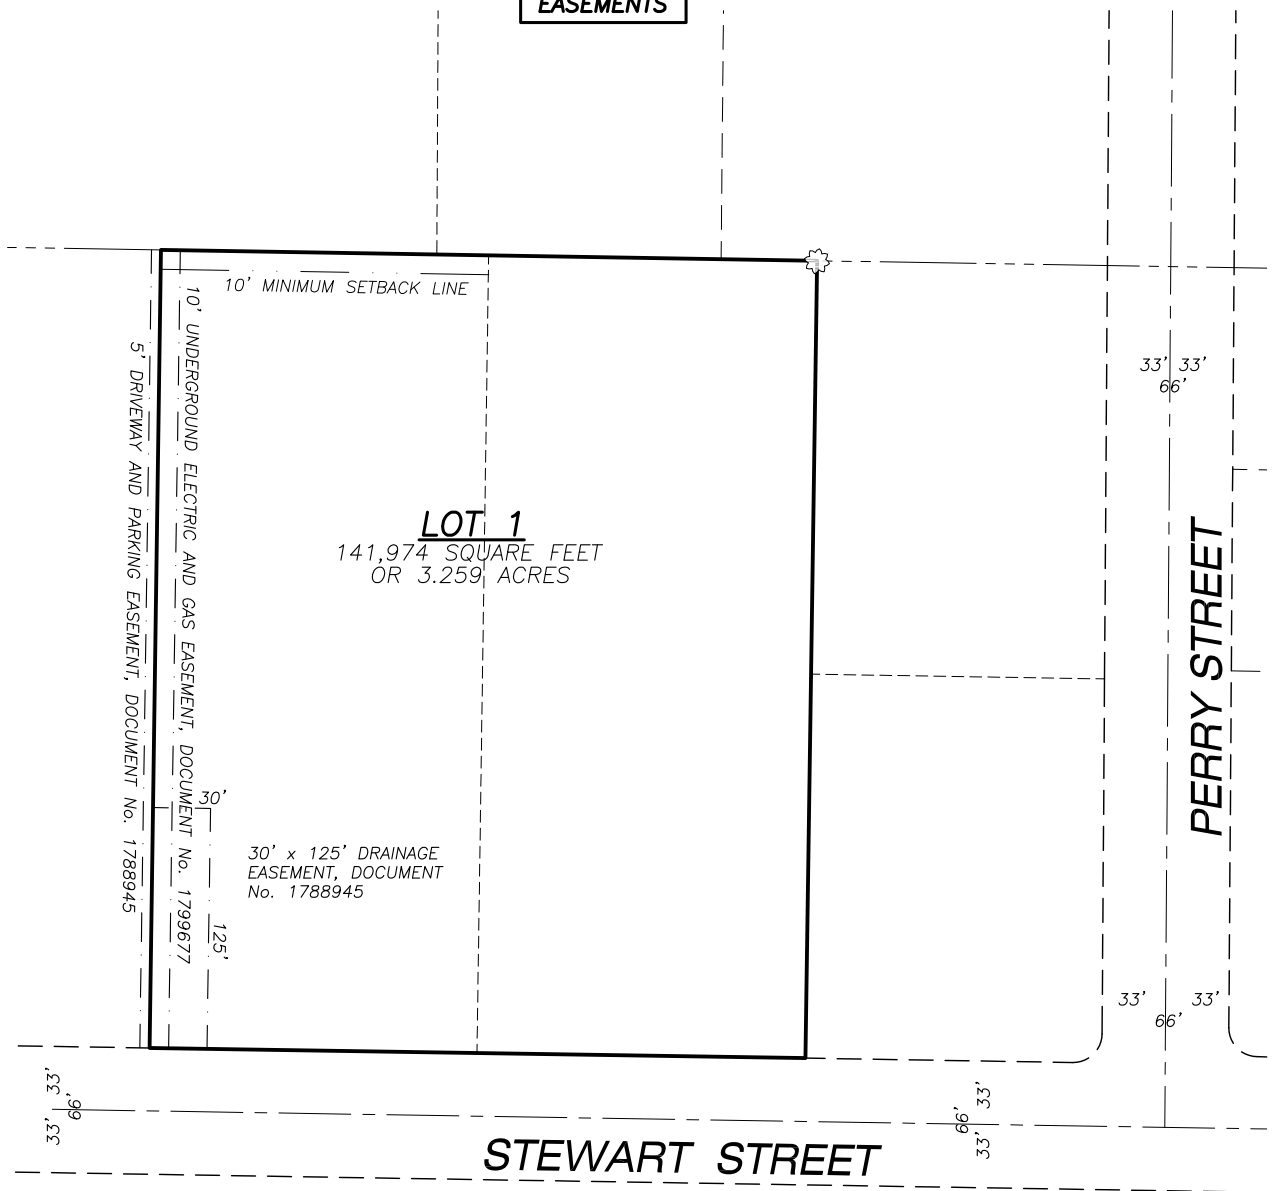 EASEMENTS
10' MINIMUM SETBACK LINE
5' DRIVEWAY AND PARKING EASEMENT, DOCUMENT No. 1788945
10' UNDERGROUND ELECTRIC AND GAS EASEMENT, DOCUMENT No. 1799677
33' 33'
66'
LOT 1
141,974 SQUARE FEET
OR 3.259 ACRES
PERRY STREET
30'
30' x 125' DRAINAGE
EASEMENT, DOCUMENT
No. 1788945
125'
33' 33'
66'
33' 33'
66'
33' 33'
66'
STEWART STREET